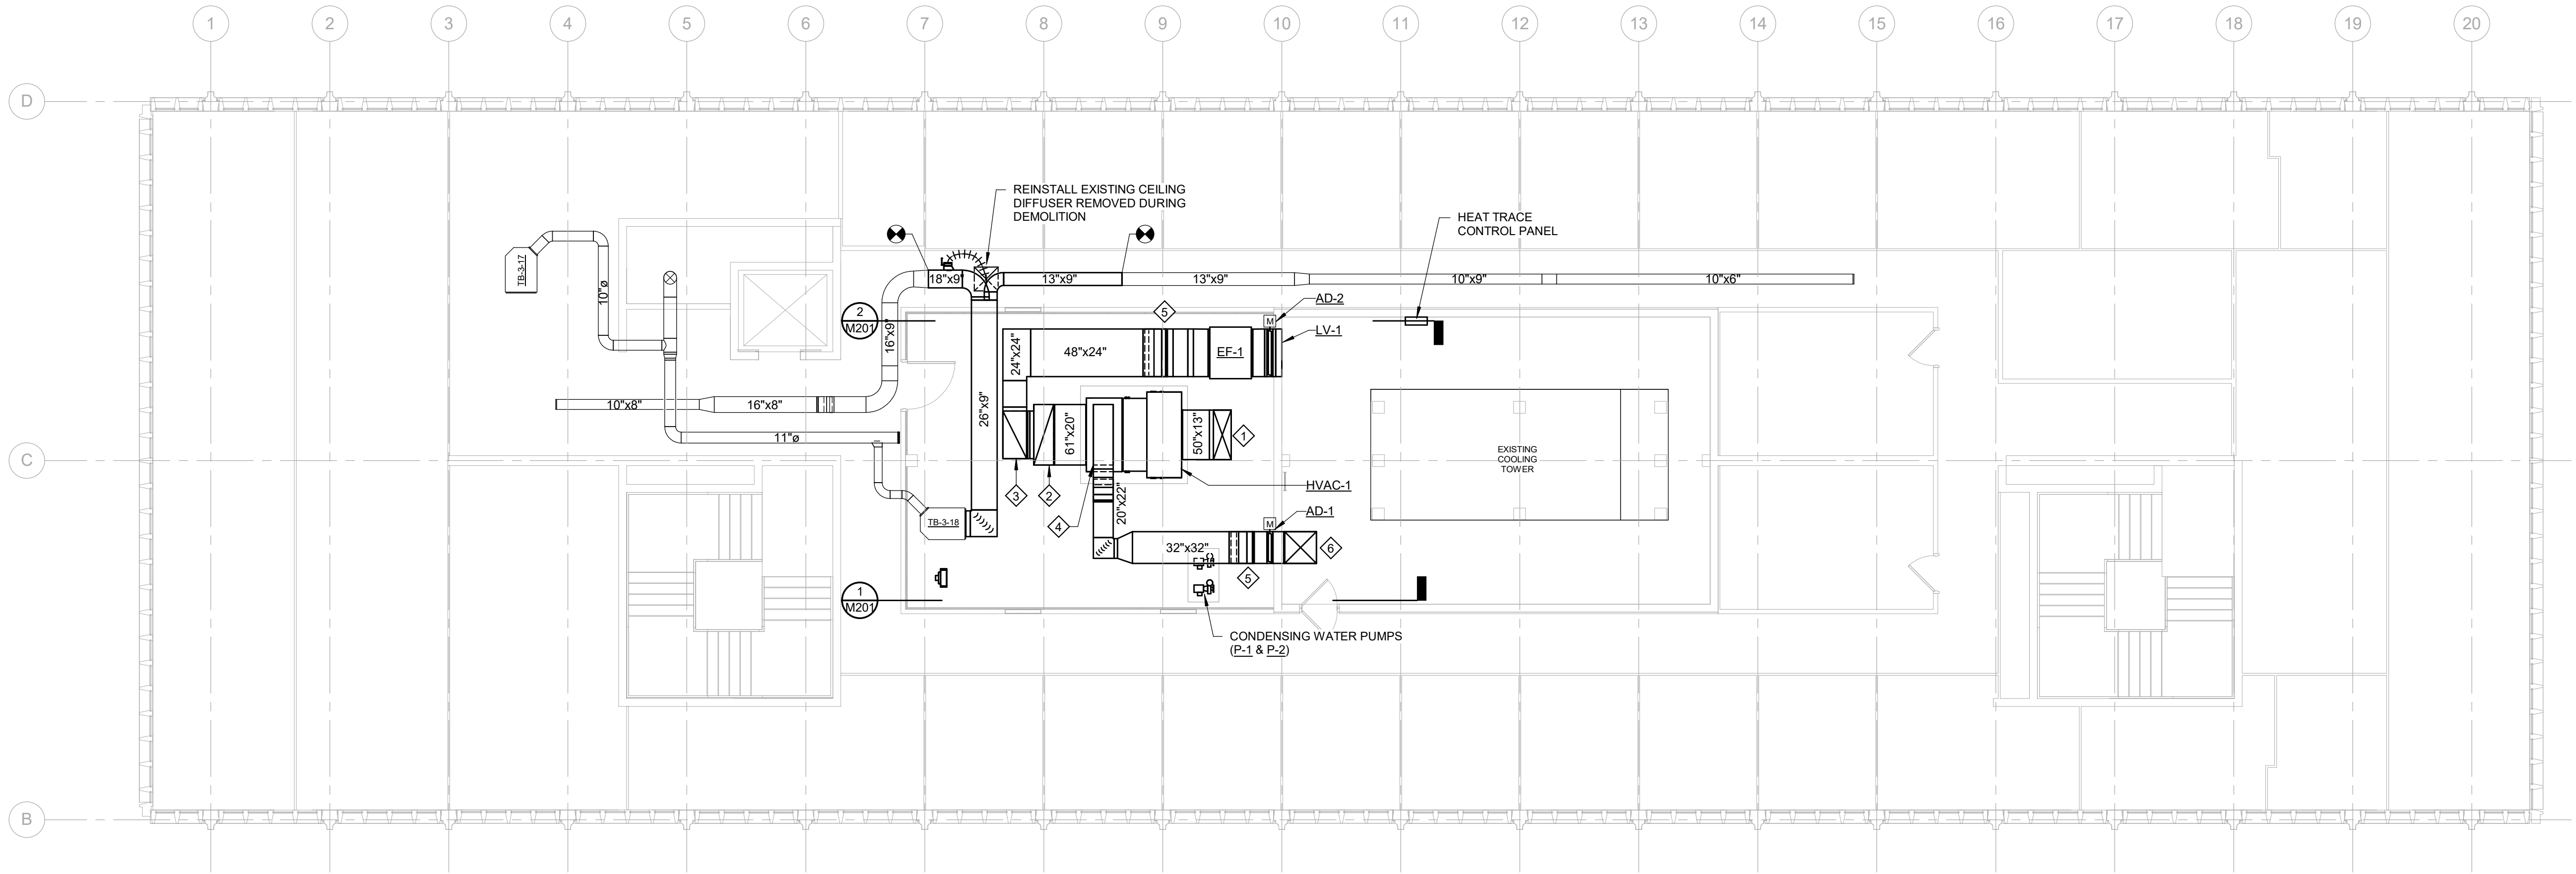 1 2 3 4 5 6 7 8 9 10 11 12 13 14 15 16 17 18 19 20
D
REINSTALL EXISTING CEILING
DIFFUSER REMOVED DURING
DEMOLITION
HEAT TRACE
CONTROL PANEL
TB-3-17
10"ø
18"x9"
13"x9"
13"x9"
10"x9"
10"x6"
2
M201
16"x9"
5
M
AD-2
LV-1
24"x24"
48"x24"
EF-1
10"x8"
16"x8"
26"x9"
61"x20"
50"x13"
1
11"ø
C
EXISTING
COOLING
TOWER
HVAC-1
3
2
20"x22"
4
TB-3-18
M
AD-1
32"x32"
6
5
1
M201
CONDENSING WATER PUMPS
(P-1 & P-2)
B